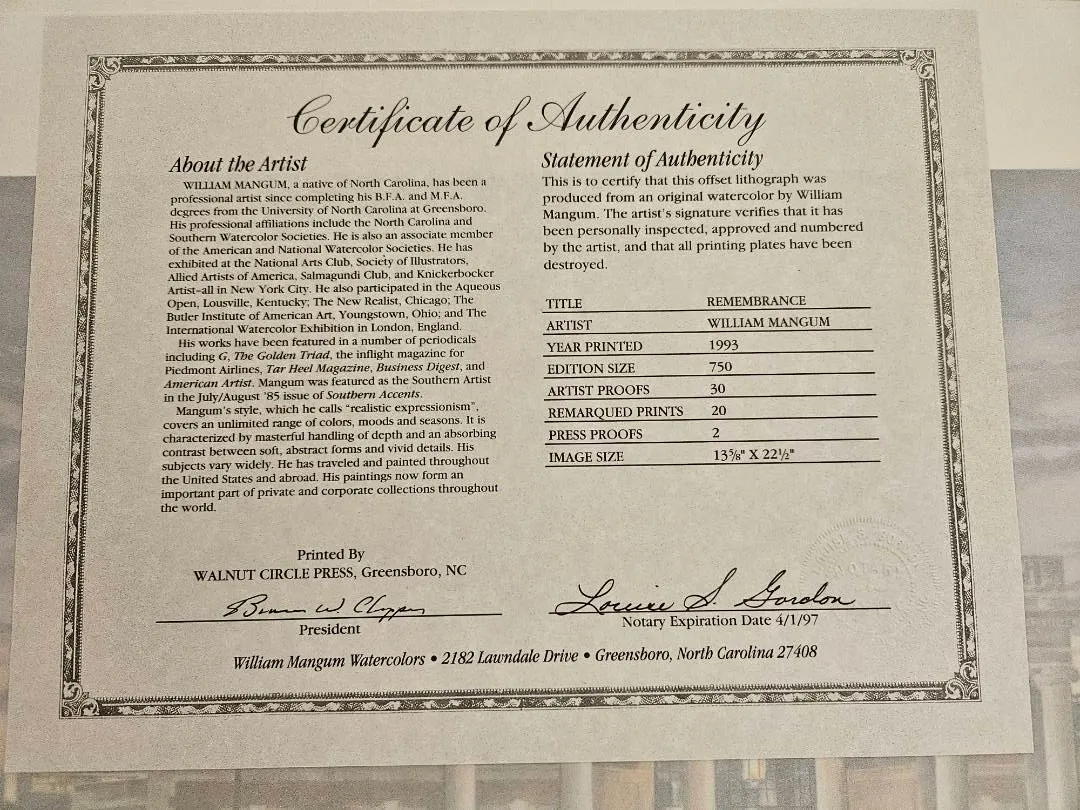 Certificate of Authenticity
About the Artist
WILLIAM MANGUM, a native of North Carolina, has been a
professional artist since completing his B.F.A. and M.F.A.
degrees from the University of North Carolina at Greensboro.
His professional affiliations include the North Carolina and
Southern Watercolor Societies. He is also an associate member
of the American and National Watercolor Societies. He has
exhibited at the National Arts Club, Society of Illustrators,
Allied Artists of America, Salmagundi Club, and Knickerbocker
Artist-all in New York City. He also participated in the Aqueous
Open, Lousville, Kentucky; The New Realist, Chicago; The
Butler Institute of American Art, Youngstown, Ohio; and The
International Watercolor Exhibition in London, England.
His works have been featured in a number of periodicals
including G, The Golden Triad, the inflight magazine for
Piedmont Airlines, Tar Heel Magazine, Business Digest, and
American Artist. Mangum was featured as the Southern Artist
in the July/August '85 issue of Southern Accents.
Mangum's style, which he calls "realistic expressionism",
covers an unlimited range of colors, moods and seasons. It is
characterized by masterful handling of depth and an absorbing
contrast between soft, abstract forms and vivid details. His
subjects vary widely. He has traveled and painted throughout
the United States and abroad. His paintings now form an
important part of private and corporate collections throughout
the world.
Statement of Authenticity
This is to certify that this offset lithograph was
produced from an original watercolor by William
Mangum. The artist's signature verifies that it has
been personally inspected, approved and numbered
by the artist, and that all printing plates have been
destroyed.
TITLE REMEMBRANCE
ARTIST WILLIAM MANGUM
YEAR PRINTED 1993
EDITION SIZE 750
ARTIST PROOFS 30
REMARQUED PRINTS 20
PRESS PROOFS 2
IMAGE SIZE 13⅝" X 22½"
Printed By
WALNUT CIRCLE PRESS, Greensboro, NC
W.
President
Louise S. Gordon
Notary Expiration Date 4/1/97
William Mangum Watercolors • 2182 Lawndale Drive • Greensboro, North Carolina 27408